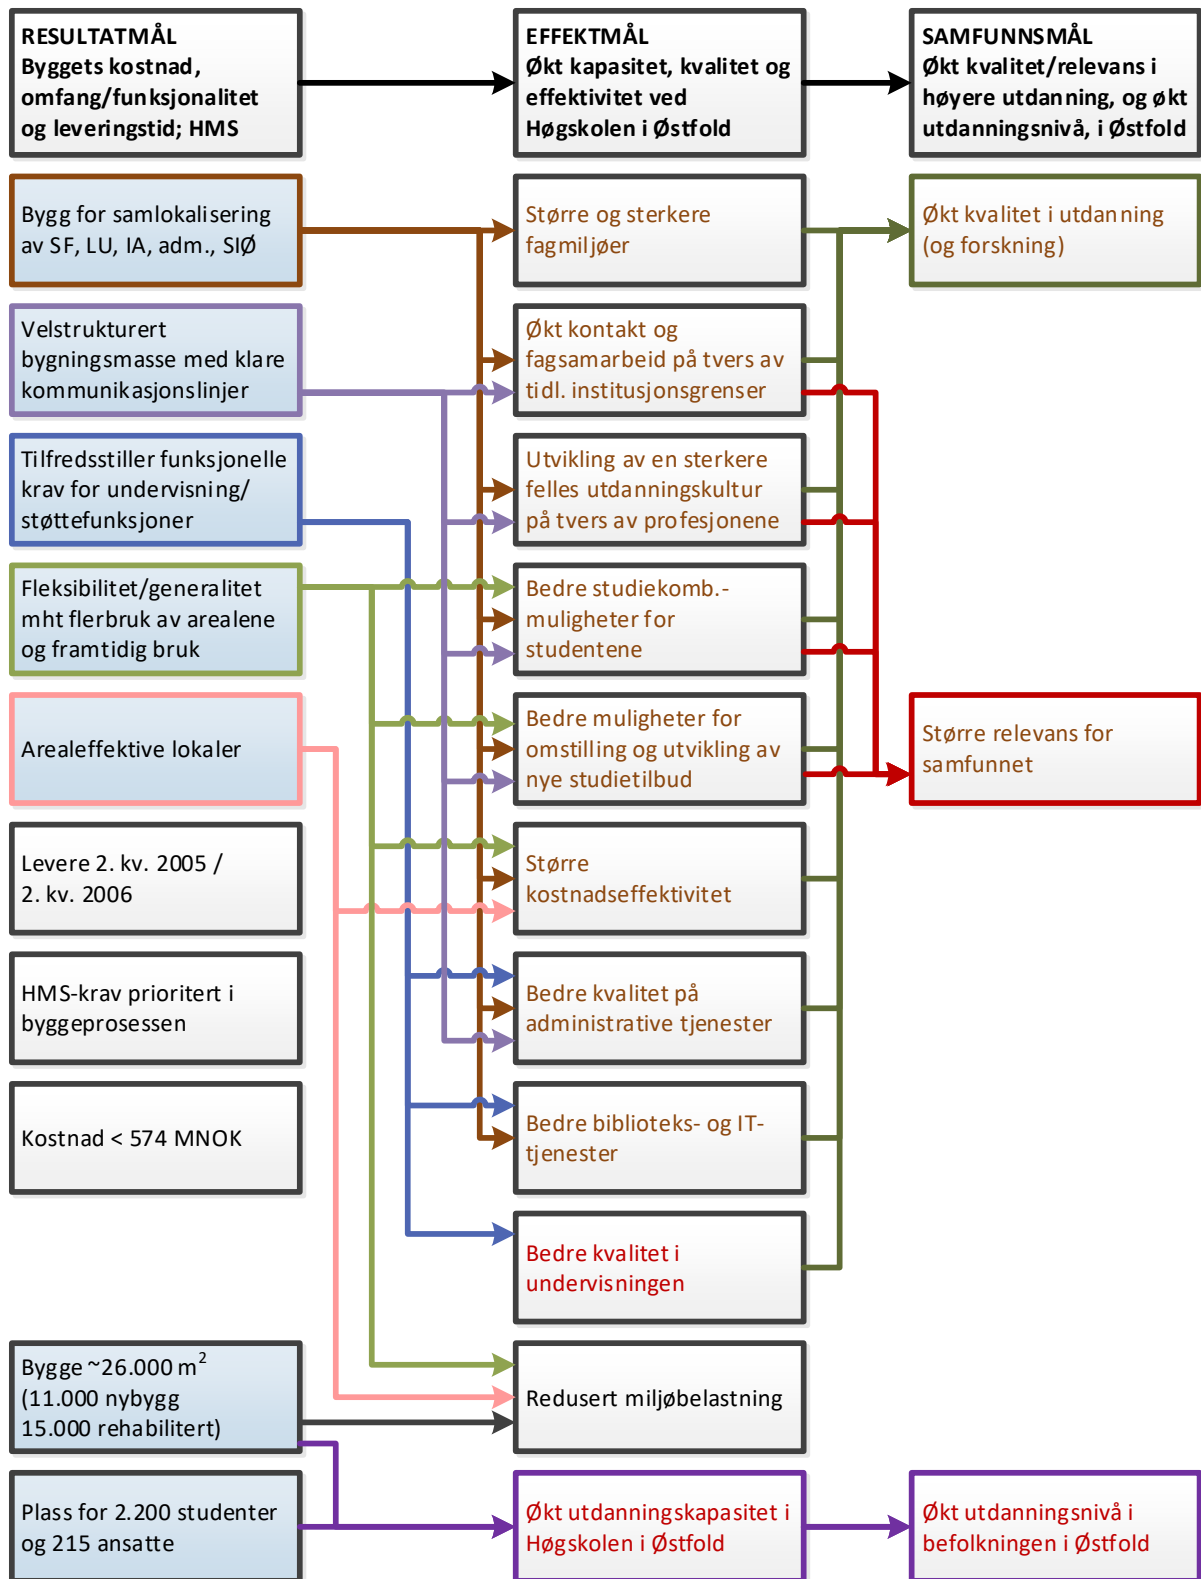 RESULTATMÅL
Byggets kostnad,
omfang/funksjonalitet
og leveringstid; HMS
EFFEKTMÅL
Økt kapasitet, kvalitet og
effektivitet ved
Høgskolen i Østfold
SAMFUNNSMÅL
Økt kvalitet/relevans i
høyere utdanning, og økt
utdanningsnivå, i Østfold
Bygg for samlokalisering
av SF, LU, IA, adm., SIØ
Større og sterkere
fagmiljøer
Økt kvalitet i utdanning
(og forskning)
Velstrukturert
bygningsmasse med klare
kommunikasjonslinjer
Økt kontakt og
fagsamarbeid på tvers av
tidl. institusjonsgrenser
Tilfredsstiller funksjonelle
krav for undervisning/
støttefunksjoner
Utvikling av en sterkere
felles utdanningskultur
på tvers av profesjonene
Fleksibilitet/generalitet
mht flerbruk av arealene
og framtidig bruk
Bedre studiekomb.-
muligheter for
studentene
Arealeffektive lokaler
Bedre muligheter for
omstilling og utvikling av
nye studietilbud
Større relevans for
samfunnet
Levere 2. kv. 2005 /
2. kv. 2006
Større
kostnadseffektivitet
HMS-krav prioritert i
byggeprosessen
Bedre kvalitet på
administrative tjenester
Kostnad < 574 MNOK
Bedre biblioteks- og IT-
tjenester
Bedre kvalitet i
undervisningen
Bygge ~26.000 m²
(11.000 nybygg
15.000 rehabilitert)
Redusert miljøbelastning
Plass for 2.200 studenter
og 215 ansatte
Økt utdanningskapasitet i
Høgskolen i Østfold
Økt utdanningsnivå i
befolkningen i Østfold